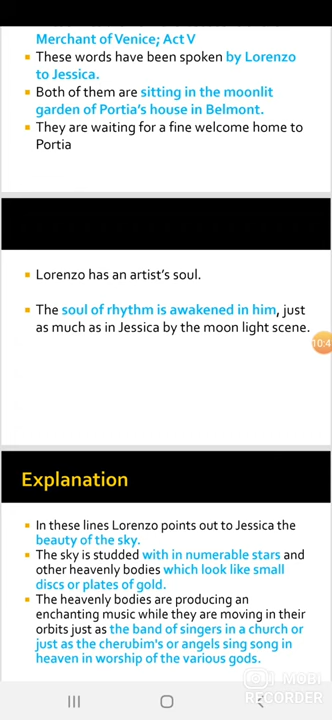 Merchant of Venice; Act V
These words have been spoken by Lorenzo
to Jessica.
Both of them are sitting in the moonlit
garden of Portia's house in Belmont.
They are waiting for a fine welcome home to
Portia
Lorenzo has an artist's soul.
The soul of rhythm is awakened in him, just
as much as in Jessica by the moon light scene.
10:4
Explanation
In these lines Lorenzo points out to Jessica the
beauty of the sky.
The sky is studded with in numerable stars and
other heavenly bodies which look like small
discs or plates of gold.
The heavenly bodies are producing an
enchanting music while they are moving in their
orbits just as the band of singers in a church or
just as the cherubim's or angels sing song in
heaven in worship of the various gods.
MOBI
RECORDER